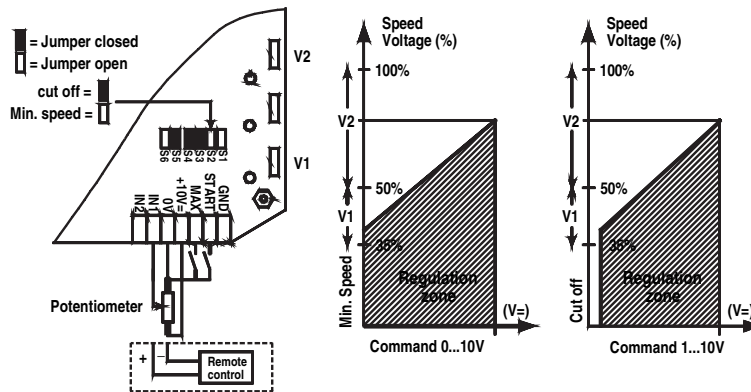 = Jumper closed
= Jumper open
cut off =
Min. speed =
V2
V1
S6
S5
S4
S3
S2
S1
IN2
IN1
0V
+10V=
MAX
START
GND
Potentiometer
+
–
Remote
control
Speed
Voltage (%)
100%
V2
50%
V1
35%
Min. Speed
Regulation
zone
(V=)
Command 0...10V
Speed
Voltage (%)
100%
V2
50%
V1
35%
Cut off
Regulation
zone
(V=)
Command 1...10V